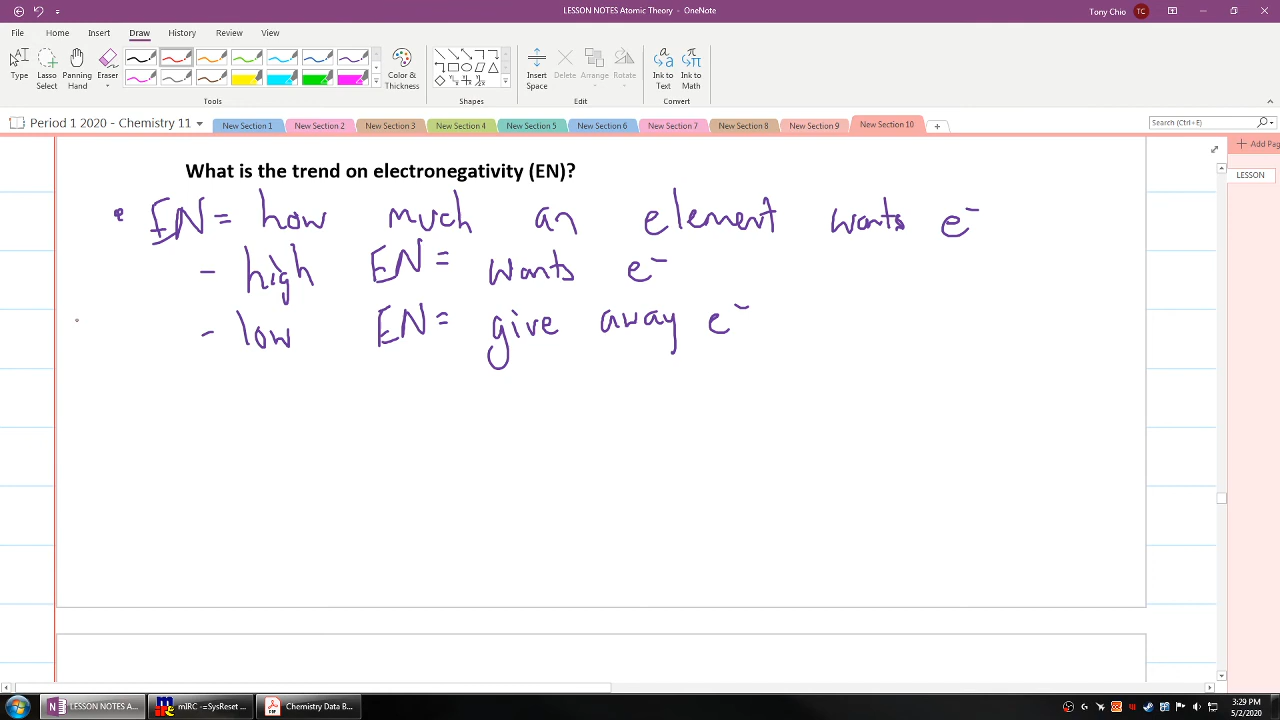 LESSON NOTES Atomic Theory - OneNote
Tony Chio TC
File Home Insert Draw History Review View
Type Lasso Select Panning Hand Eraser Color & Thickness Insert Space Delete Arrange Rotate Ink to Text Ink to Math
Tools Shapes Edit Convert
Period 1 2020 - Chemistry 11 New Section 1 New Section 2 New Section 3 New Section 4 New Section 5 New Section 6 New Section 7 New Section 8 New Section 9 New Section 10 Search (Ctrl+E)
Add Pag
LESSON
What is the trend on electronegativity (EN)?
• EN = how much an element wants e⁻
- high EN = wants e⁻
- low EN = give away e⁻
LESSON NOTES A... mIRC -=SysReset ... Chemistry Data B...
3:29 PM
5/2/2020